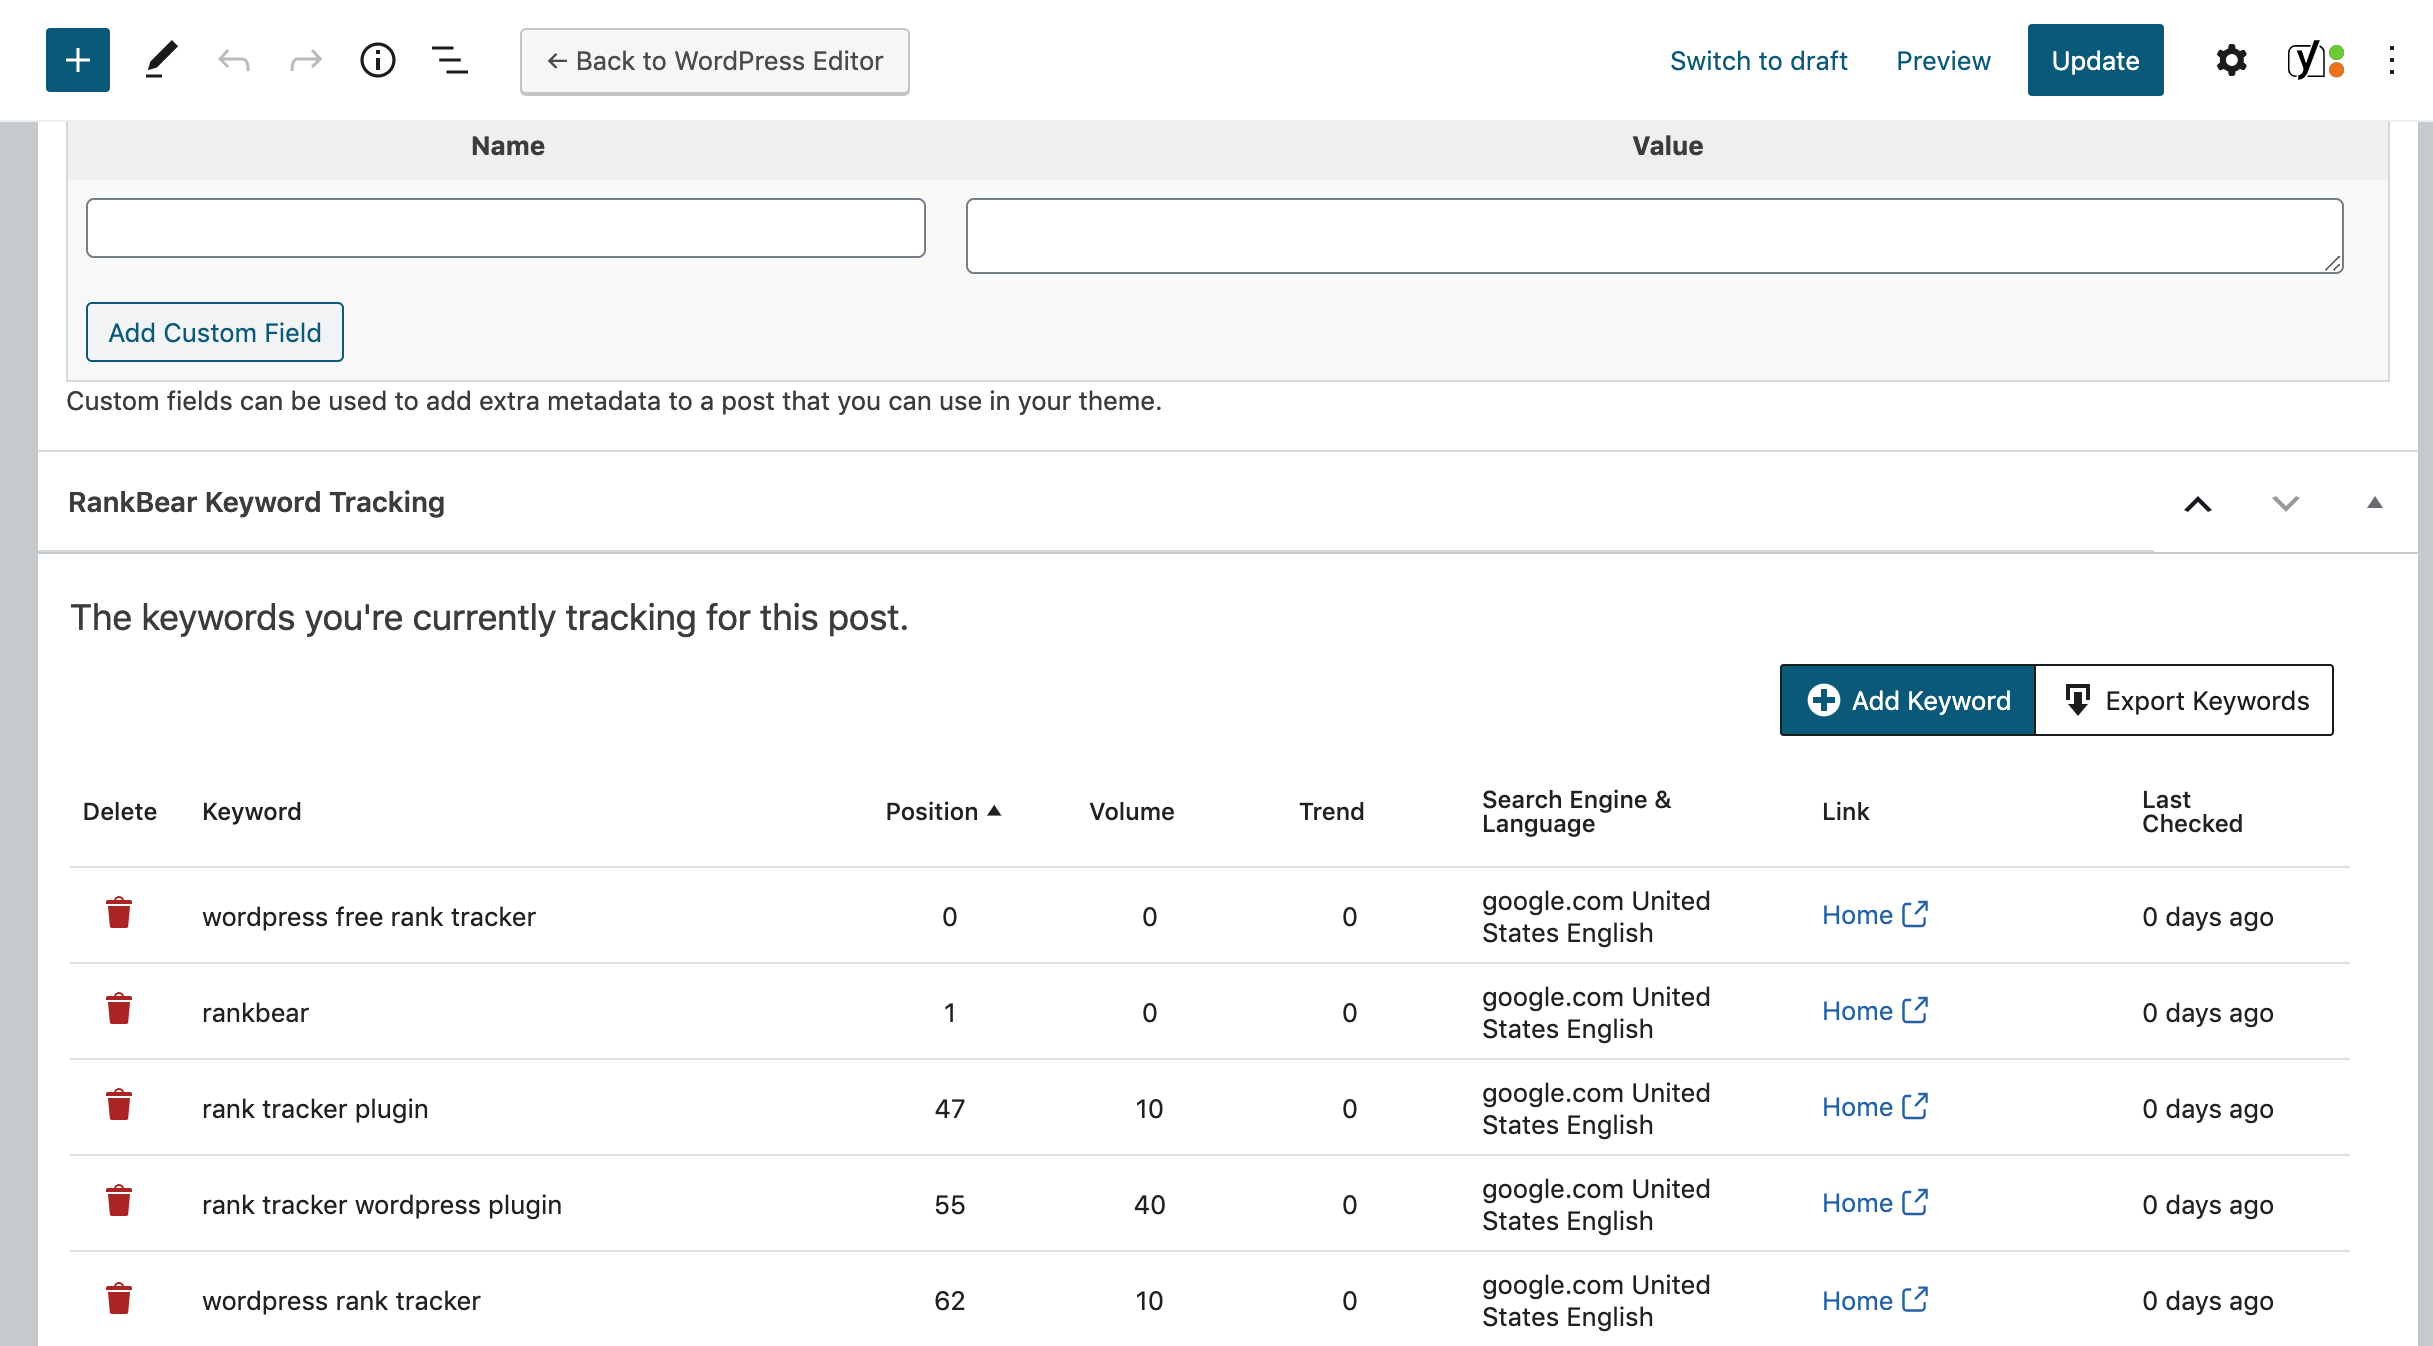 ← Back to WordPress Editor
Switch to draft
Preview
Update
Name
Value
Add Custom Field
Custom fields can be used to add extra metadata to a post that you can use in your theme.
RankBear Keyword Tracking
The keywords you're currently tracking for this post.
Add Keyword
Export Keywords
Delete
Keyword
Position
Volume
Trend
Search Engine &
Language
Link
Last
Checked
wordpress free rank tracker
0
0
0
google.com United
States English
Home
0 days ago
rankbear
1
0
0
google.com United
States English
Home
0 days ago
rank tracker plugin
47
10
0
google.com United
States English
Home
0 days ago
rank tracker wordpress plugin
55
40
0
google.com United
States English
Home
0 days ago
wordpress rank tracker
62
10
0
google.com United
States English
Home
0 days ago